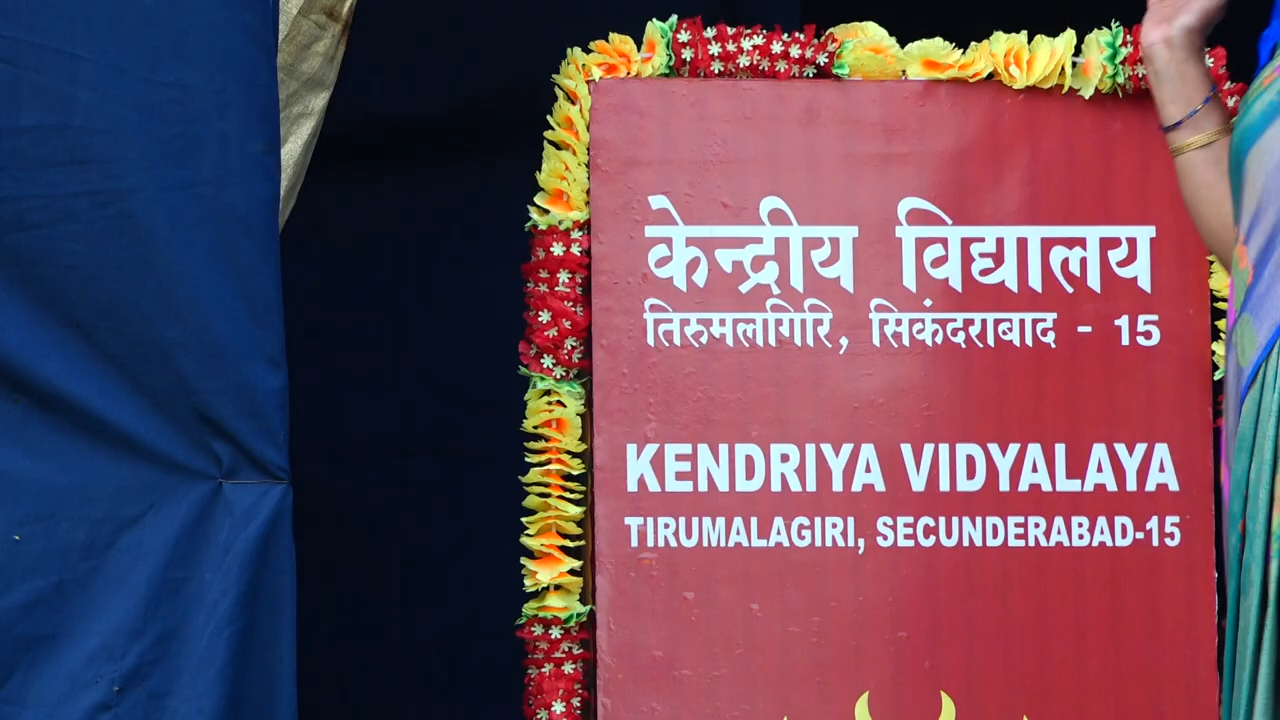 केन्द्रीय विद्यालय
तिरुमलगिरि, सिकंदराबाद - 15
KENDRIYA VIDYALAYA
TIRUMALAGIRI, SECUNDERABAD-15